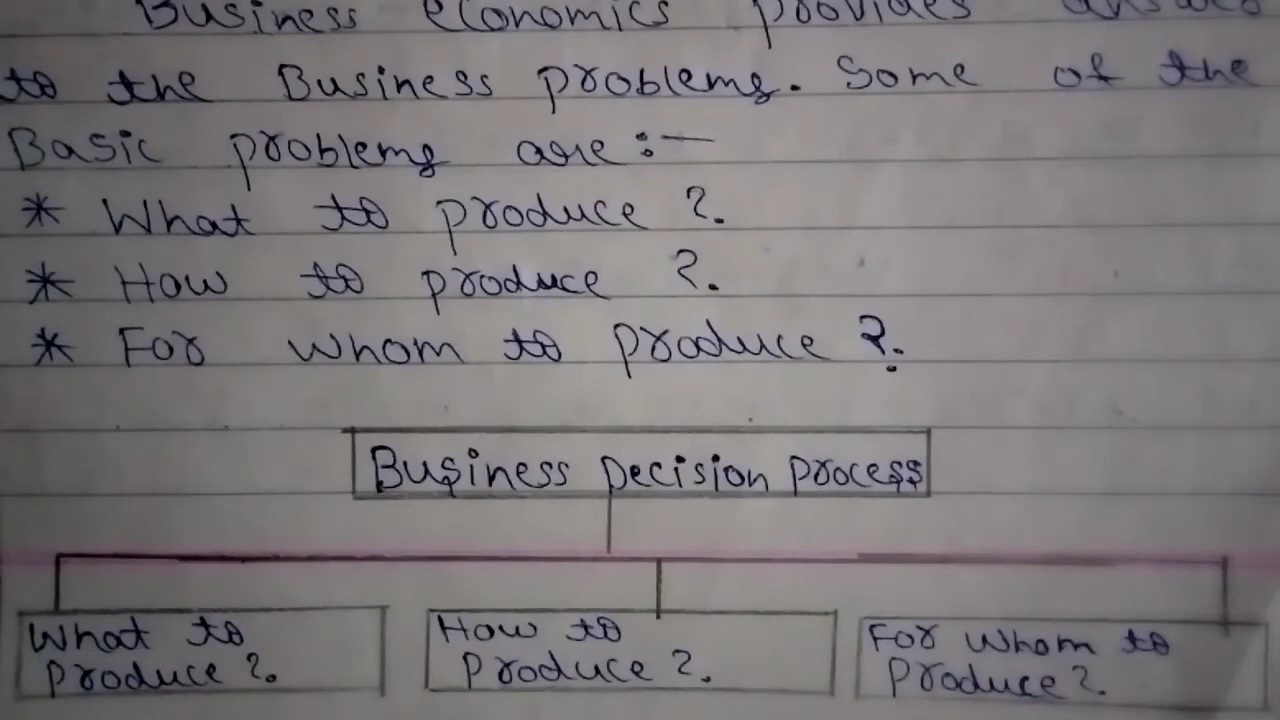 Business economics provides answer
to the Business problems. Some of the
Basic problems are :-
* What to produce ?.
* How to produce ?.
* For whom to produce ?.
Business Decision process
What to
produce ?.
How to
produce ?.
For whom to
produce ?.